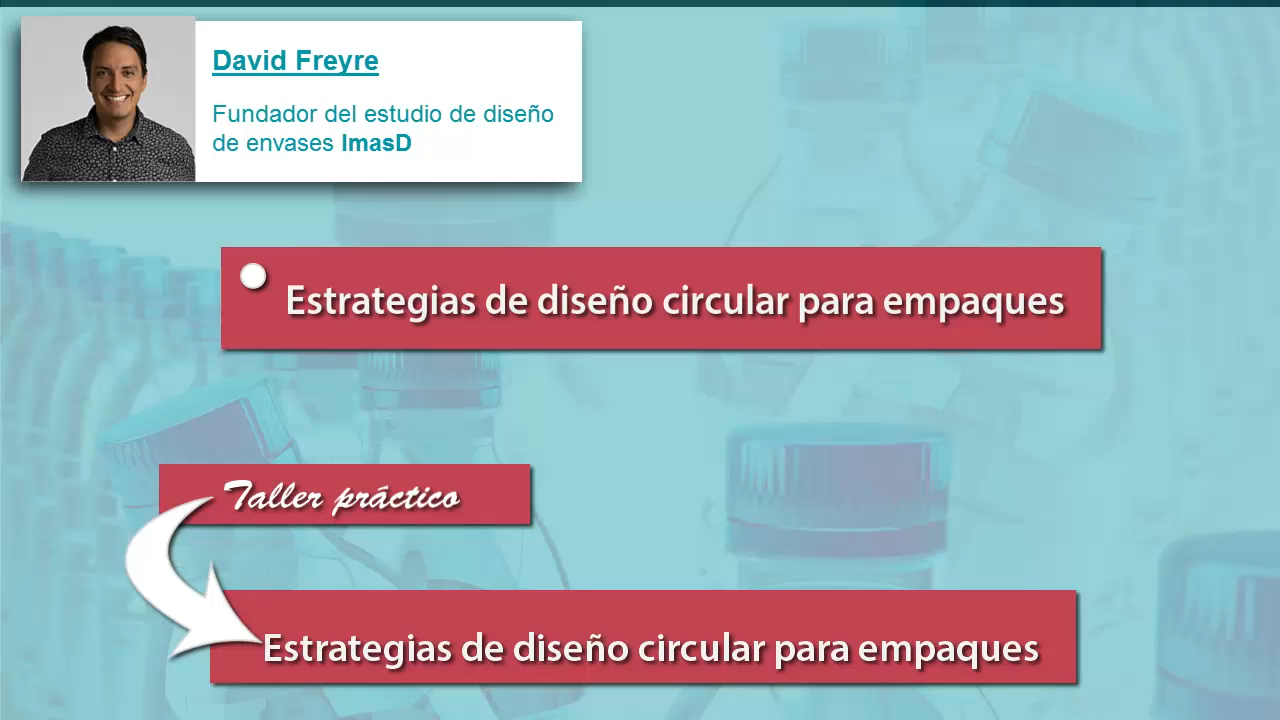 David Freyre
Fundador del estudio de diseño
de envases ImasD
Estrategias de diseño circular para empaques
Taller práctico
Estrategias de diseño circular para empaques